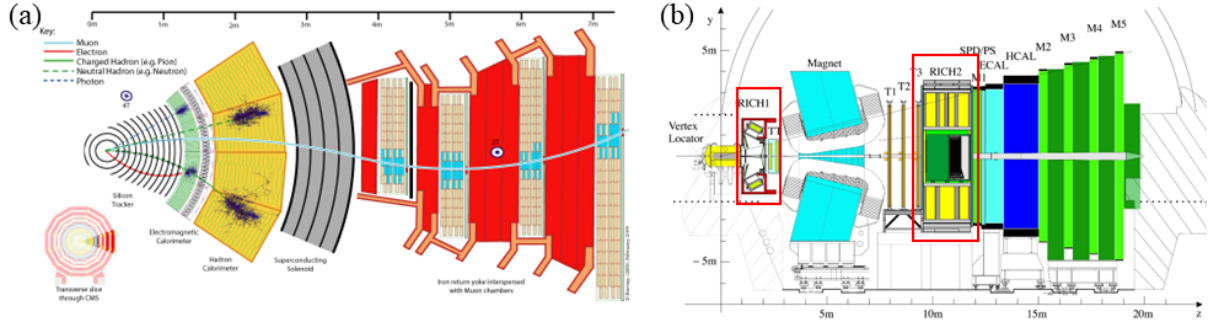 (a)
0m 1m 2m 3m 4m 5m 6m 7m
Key:
Muon
Electron
Charged Hadron (e.g. Pion)
Neutral Hadron (e.g. Neutron)
Photon
4T
Silicon
Tracker
Electromagnetic
Calorimeter
Hadron
Calorimeter
Superconducting
Solenoid
Iron return yoke interspersed
with Muon chambers
Transverse slice
through CMS
(b)
y
5m
Vertex
Locator
RICH1
TT
Magnet
T1 T2 T3
RICH2
SPD/PS
M1
ECAL
HCAL
M2
M3
M4
M5
-5m
5m 10m 15m 20m z